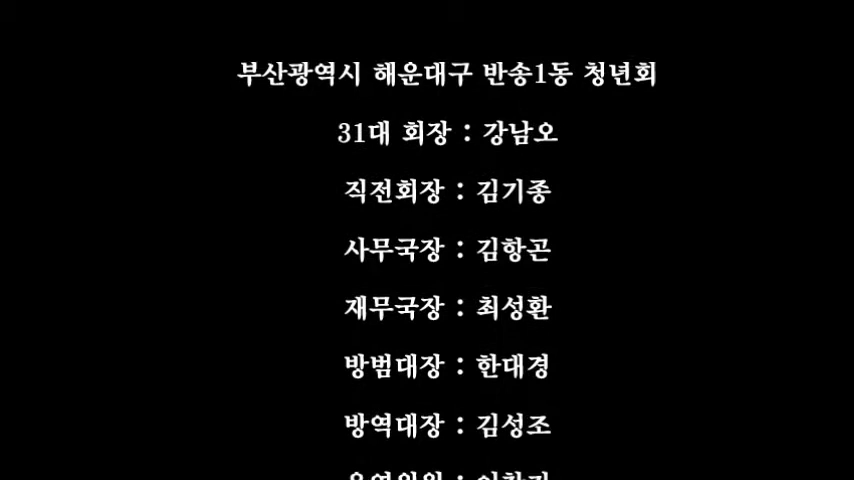 부산광역시 해운대구 반송1동 청년회
31대 회장 : 강남오
직전회장 : 김기종
사무국장 : 김항곤
재무국장 : 최성환
방범대장 : 한대경
방역대장 : 김성조